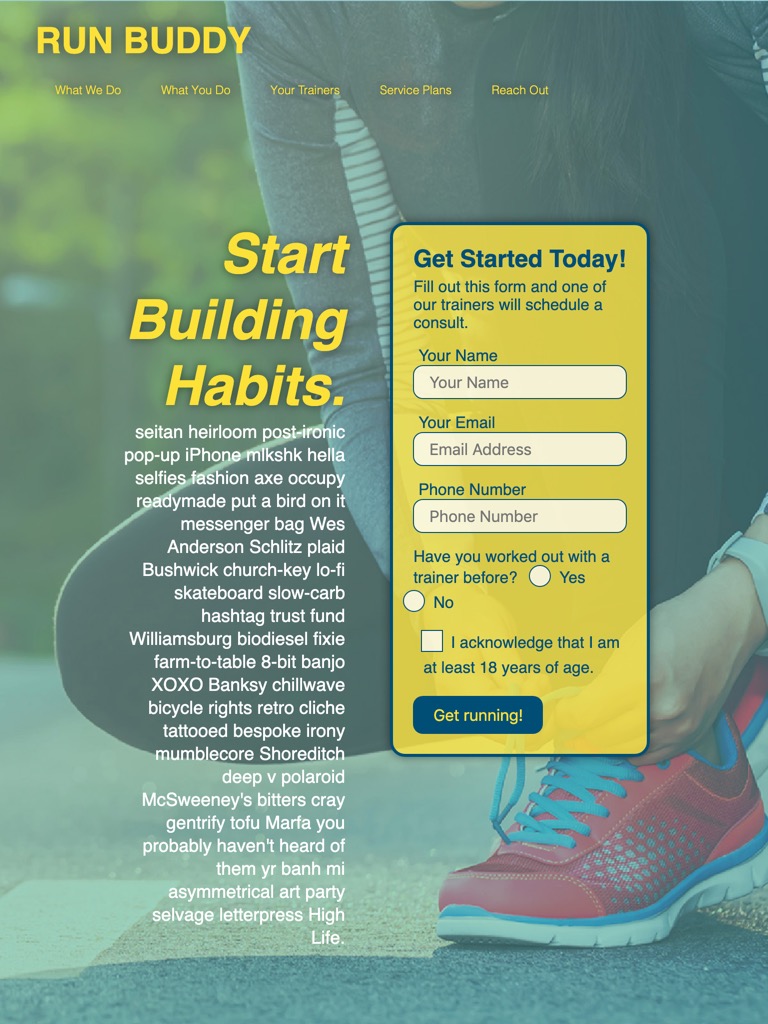 RUN BUDDY
What We Do
What You Do
Your Trainers
Service Plans
Reach Out
Start
Building
Habits.
seitan heirloom post-ironic
pop-up iPhone mlkshk hella
selfies fashion axe occupy
readymade put a bird on it
messenger bag Wes
Anderson Schlitz plaid
Bushwick church-key lo-fi
skateboard slow-carb
hashtag trust fund
Williamsburg biodiesel fixie
farm-to-table 8-bit banjo
XOXO Banksy chillwave
bicycle rights retro cliche
tattooed bespoke irony
mumblecore Shoreditch
deep v polaroid
McSweeney's bitters cray
gentrify tofu Marfa you
probably haven't heard of
them yr banh mi
asymmetrical art party
selvage letterpress High
Life.
Get Started Today!
Fill out this form and one of
our trainers will schedule a
consult.
Your Name
Your Name
Your Email
Email Address
Phone Number
Phone Number
Have you worked out with a
trainer before? Yes
No
I acknowledge that I am
at least 18 years of age.
Get running!